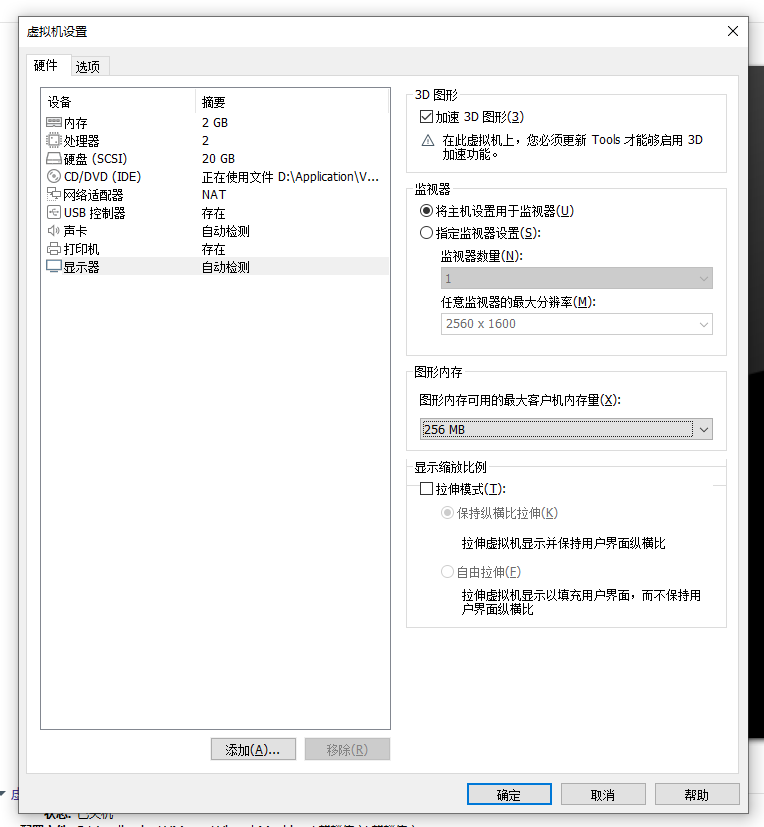 虚拟机设置
硬件 选项
设备 摘要
内存 2 GB
处理器 2
硬盘 (SCSI) 20 GB
CD/DVD (IDE) 正在使用文件 D:\Application\V...
网络适配器 NAT
USB 控制器 存在
声卡 自动检测
打印机 存在
显示器 自动检测
添加(A)... 移除(R)
3D 图形
加速 3D 图形(3)
在此虚拟机上，您必须更新 Tools 才能够启用 3D
加速功能。
监视器
将主机设置用于监视器(U)
指定监视器设置(S):
监视器数量(N):
1
任意监视器的最大分辨率(M):
2560 x 1600
图形内存
图形内存可用的最大客户机内存量(X):
256 MB
显示缩放比例
拉伸模式(T):
保持纵横比拉伸(K)
拉伸虚拟机显示并保持用户界面纵横比
自由拉伸(F)
拉伸虚拟机显示以填充用户界面，而不保持用
户界面纵横比
确定 取消 帮助